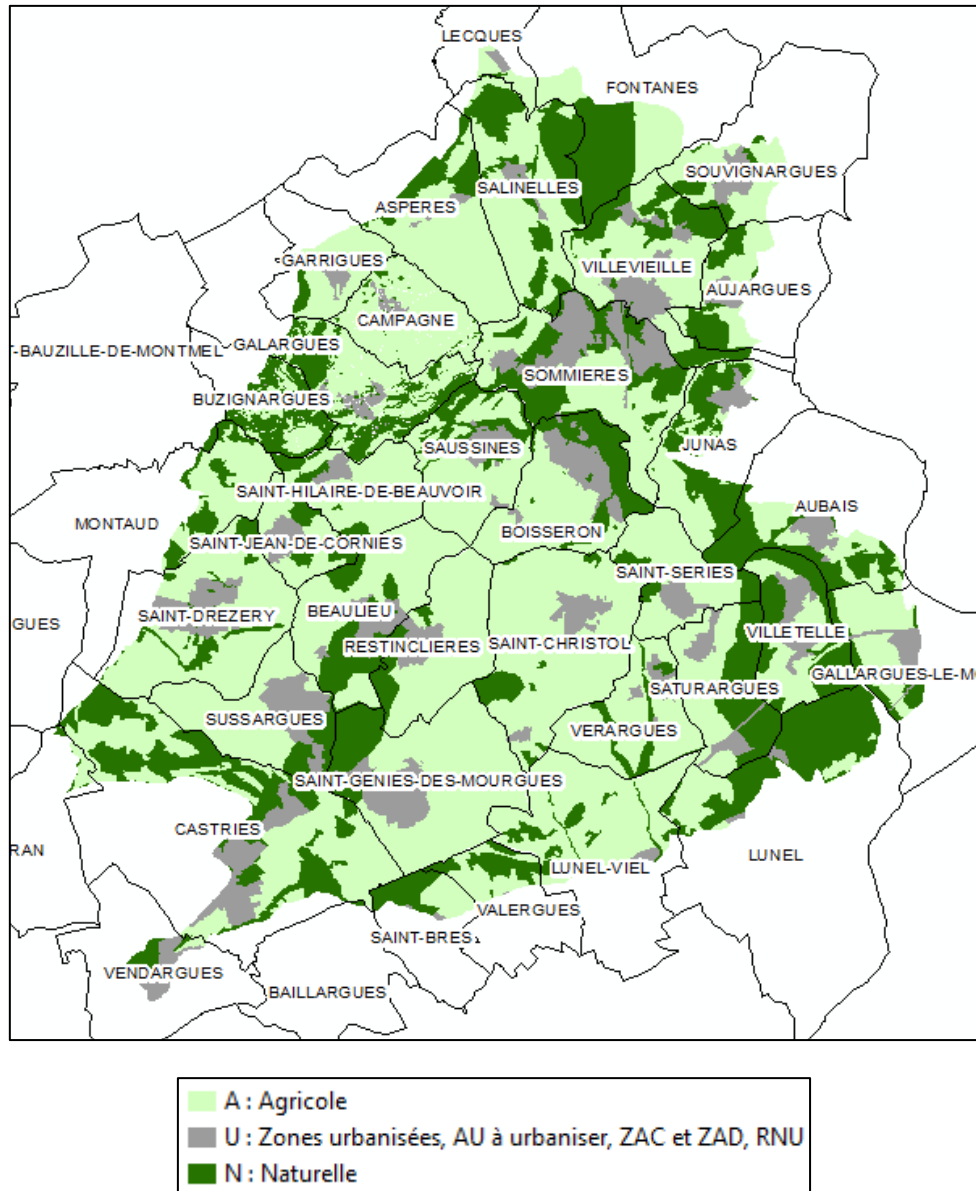 LECQUES
FONTANES
SOUVIGNARGUES
SALINELLES
ASPERES
GARRIGUES
VILLEVIEILLE
AUJARGUES
CAMPAGNE
GALARGUES
T-BAUZILLE-DE-MONTMEL
SOMMIERES
BUZIGNARGUES
SAUSSINES
JUNAS
SAINT-HILAIRE-DE-BEAUVOIR
MONTAUD
AUBAIS
BOISSERON
SAINT-JEAN-DE-CORNIES
SAINT-SERIES
BEAULIEU
SAINT-DREZERY
GUES
VILLETELLE
RESTINCLIERES
SAINT-CHRISTOL
GALLARGUES-LE-MO
SATURARGUES
SUSSARGUES
VERARGUES
SAINT-GENIES-DES-MOURGUES
CASTRIES
RAN
LUNEL
LUNEL-VIEL
VALERGUES
SAINT-BRES
VENDARGUES
BAILLARGUES
A : Agricole
U : Zones urbanisées, AU à urbaniser, ZAC et ZAD, RNU
N : Naturelle